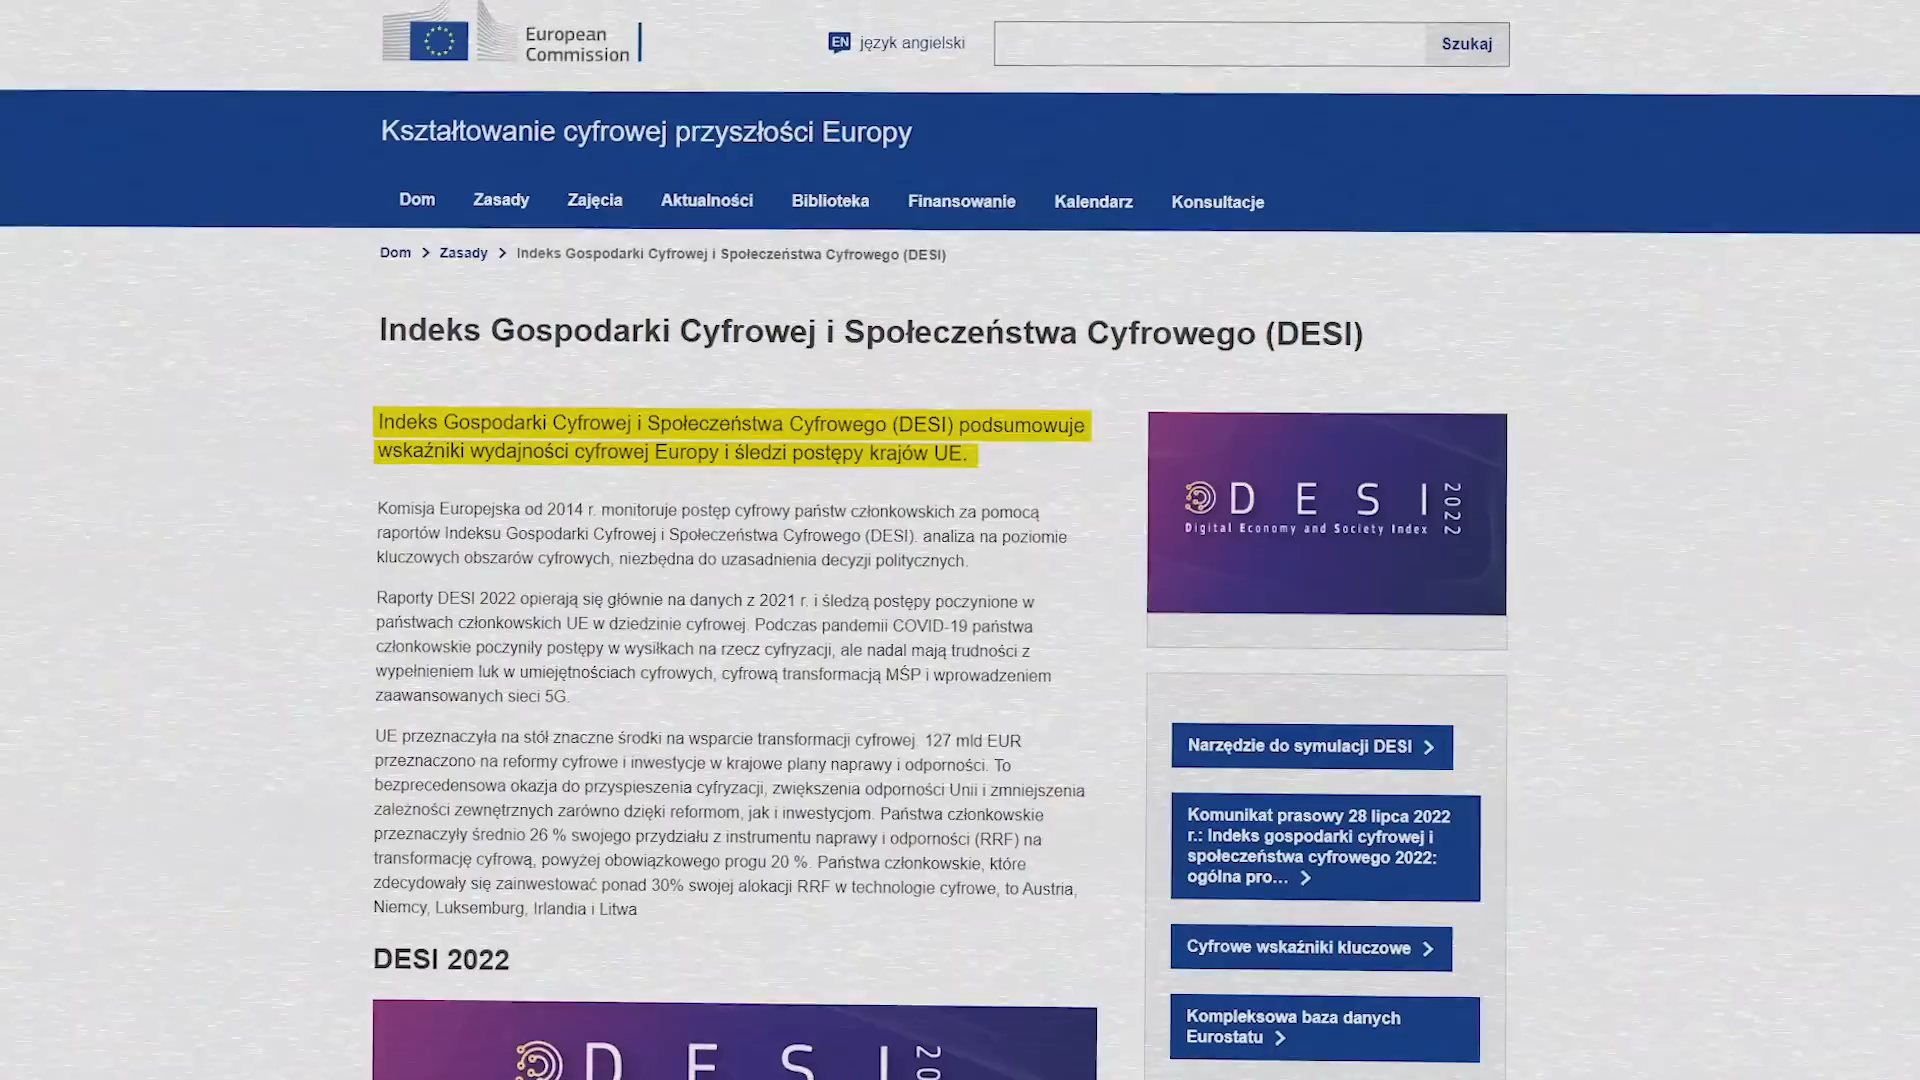 European
Commission
EN język angielski
Szukaj
Kształtowanie cyfrowej przyszłości Europy
Dom Zasady Zajęcia Aktualności Biblioteka Finansowanie Kalendarz Konsultacje
Dom > Zasady > Indeks Gospodarki Cyfrowej i Społeczeństwa Cyfrowego (DESI)
Indeks Gospodarki Cyfrowej i Społeczeństwa Cyfrowego (DESI)
Indeks Gospodarki Cyfrowej i Społeczeństwa Cyfrowego (DESI) podsumowuje
wskaźniki wydajności cyfrowej Europy i śledzi postępy krajów UE.
Komisja Europejska od 2014 r. monitoruje postęp cyfrowy państw członkowskich za pomocą
raportów Indeksu Gospodarki Cyfrowej i Społeczeństwa Cyfrowego (DESI). analiza na poziomie
kluczowych obszarów cyfrowych, niezbędna do uzasadnienia decyzji politycznych.
Raporty DESI 2022 opierają się głównie na danych z 2021 r. i śledzą postępy poczynione w
państwach członkowskich UE w dziedzinie cyfrowej. Podczas pandemii COVID-19 państwa
członkowskie poczyniły postępy w wysiłkach na rzecz cyfryzacji, ale nadal mają trudności z
wypełnieniem luk w umiejętnościach cyfrowych, cyfrową transformacją MŚP i wprowadzeniem
zaawansowanych sieci 5G.
UE przeznaczyła na stół znaczne środki na wsparcie transformacji cyfrowej. 127 mld EUR
przeznaczono na reformy cyfrowe i inwestycje w krajowe plany naprawy i odporności. To
bezprecedensowa okazja do przyspieszenia cyfryzacji, zwiększenia odporności Unii i zmniejszenia
zależności zewnętrznych zarówno dzięki reformom, jak i inwestycjom. Państwa członkowskie
przeznaczyły średnio 26 % swojego przydziału z instrumentu naprawy i odporności (RRF) na
transformację cyfrową, powyżej obowiązkowego progu 20 %. Państwa członkowskie, które
zdecydowały się zainwestować ponad 30% swojej alokacji RRF w technologie cyfrowe, to Austria,
Niemcy, Luksemburg, Irlandia i Litwa
DESI 2022
DESI 20
DESI 2022
Digital Economy and Society Index
Narzędzie do symulacji DESI >
Komunikat prasowy 28 lipca 2022
r.: Indeks gospodarki cyfrowej i
społeczeństwa cyfrowego 2022:
ogólna pro... >
Cyfrowe wskaźniki kluczowe >
Kompleksowa baza danych
Eurostatu >